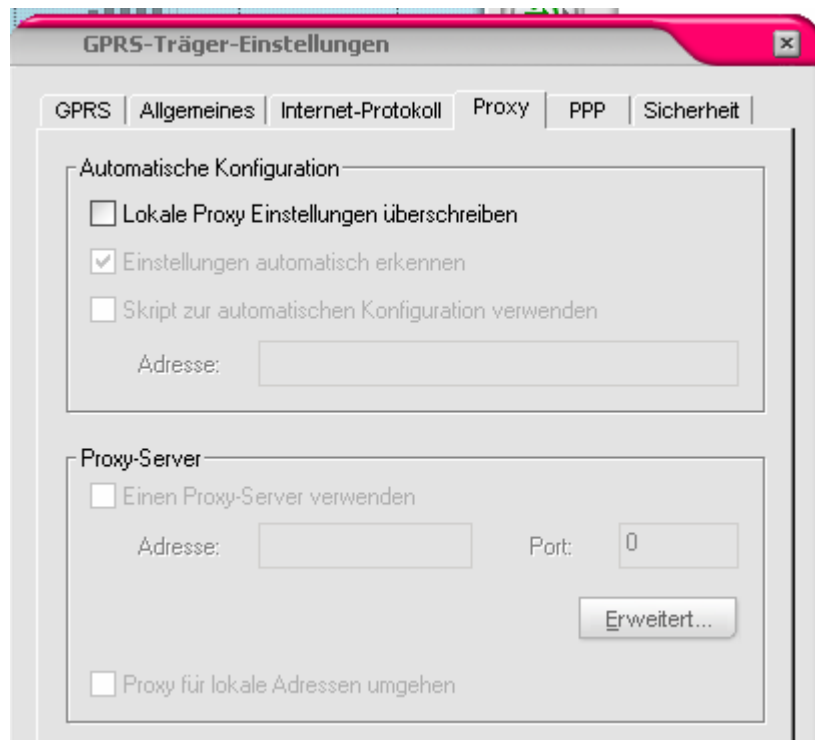 GPRS-Träger-Einstellungen
GPRS Allgemeines Internet-Protokoll Proxy PPP Sicherheit
Automatische Konfiguration
Lokale Proxy Einstellungen überschreiben
Einstellungen automatisch erkennen
Skript zur automatischen Konfiguration verwenden
Adresse:
Proxy-Server
Einen Proxy-Server verwenden
Adresse: Port: 0
Erweitert...
Proxy für lokale Adressen umgehen